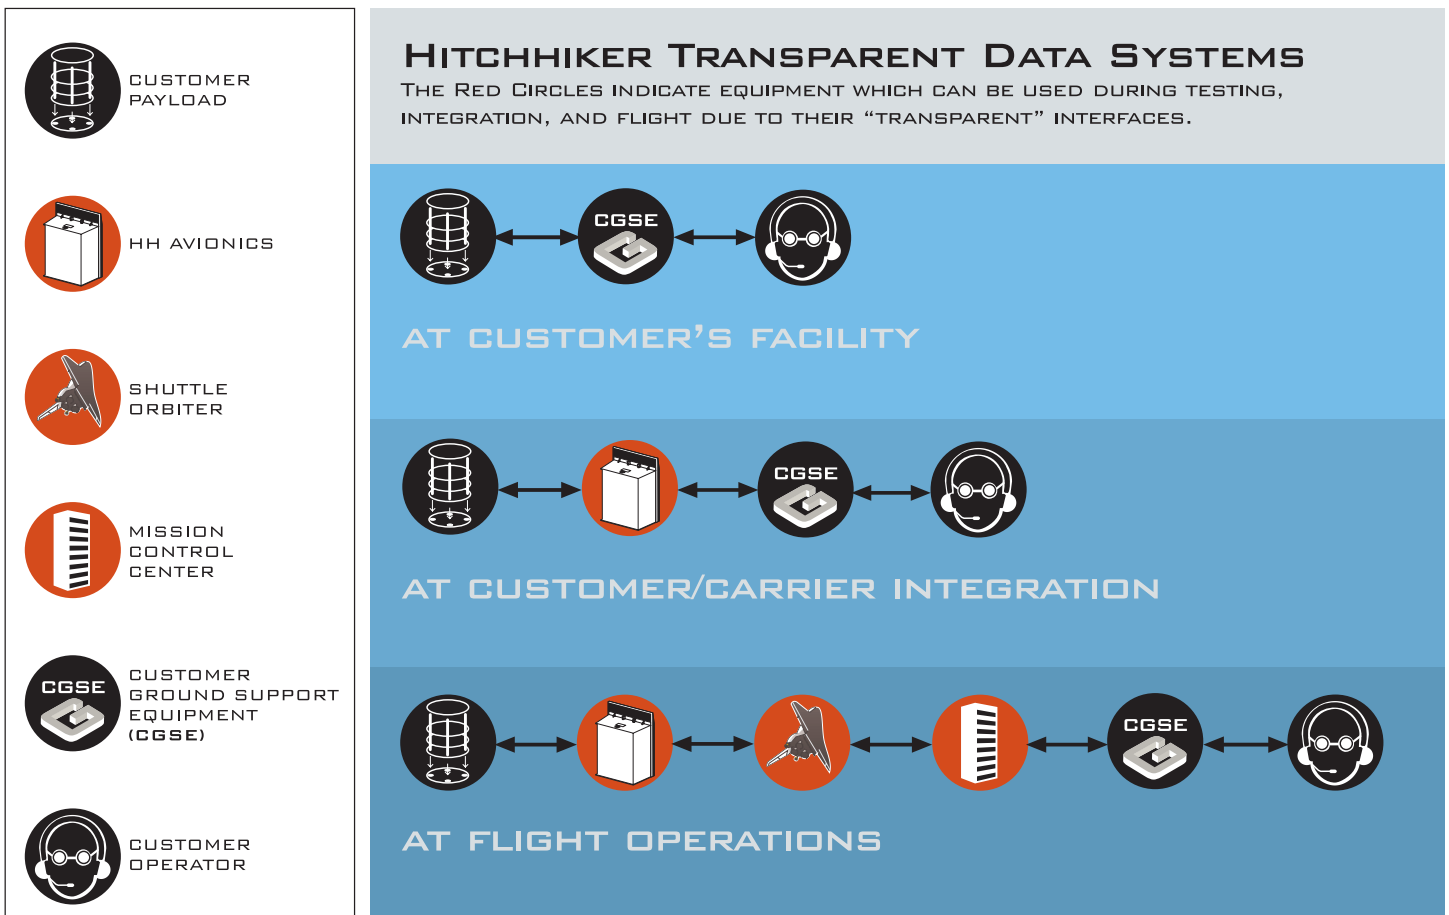 CUSTOMER
PAYLOAD
HH AVIONICS
SHUTTLE
ORBITER
MISSION
CONTROL
CENTER
CGSE
CUSTOMER
GROUND SUPPORT
EQUIPMENT
(CGSE)
CUSTOMER
OPERATOR
HITCHHIKER TRANSPARENT DATA SYSTEMS
THE RED CIRCLES INDICATE EQUIPMENT WHICH CAN BE USED DURING TESTING,
INTEGRATION, AND FLIGHT DUE TO THEIR “TRANSPARENT” INTERFACES.
CGSE
AT CUSTOMER’S FACILITY
CGSE
AT CUSTOMER/CARRIER INTEGRATION
CGSE
AT FLIGHT OPERATIONS